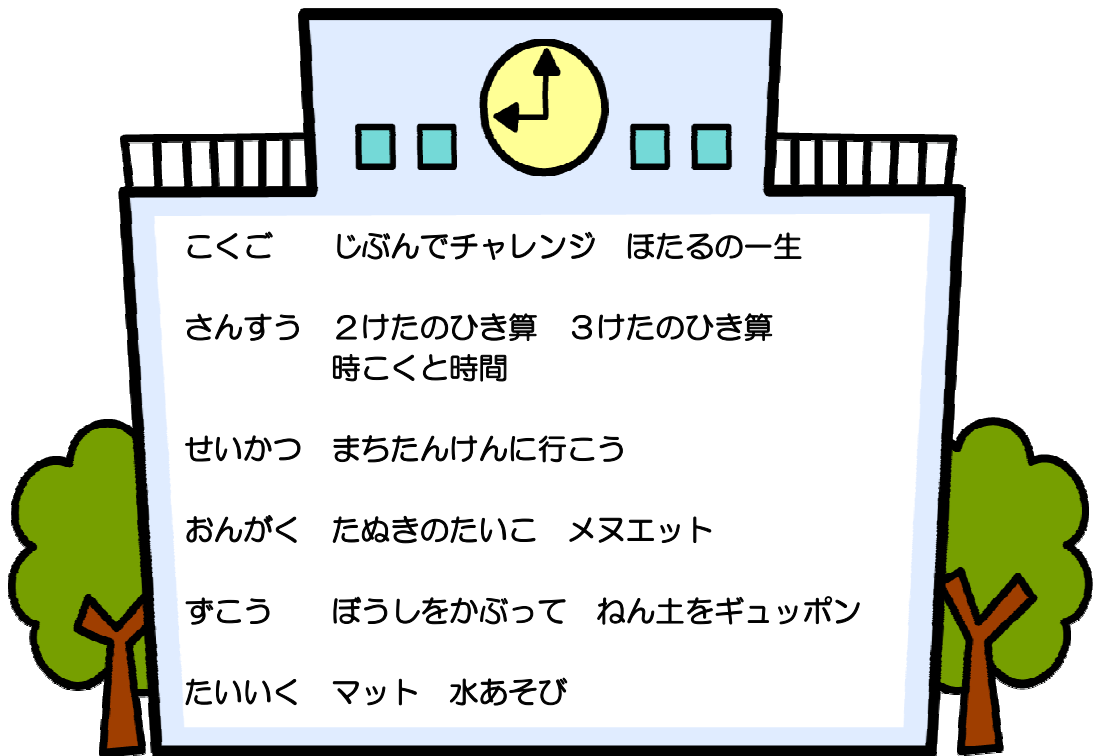 こくご　　じぶんでチャレンジ　ほたるの一生
さんすう　２けたのひき算　３けたのひき算
時こくと時間
せいかつ　まちたんけんに行こう
おんがく　たぬきのたいこ　メヌエット
ずこう　　ぼうしをかぶって　ねん土をギュッポン
たいいく　マット　水あそび